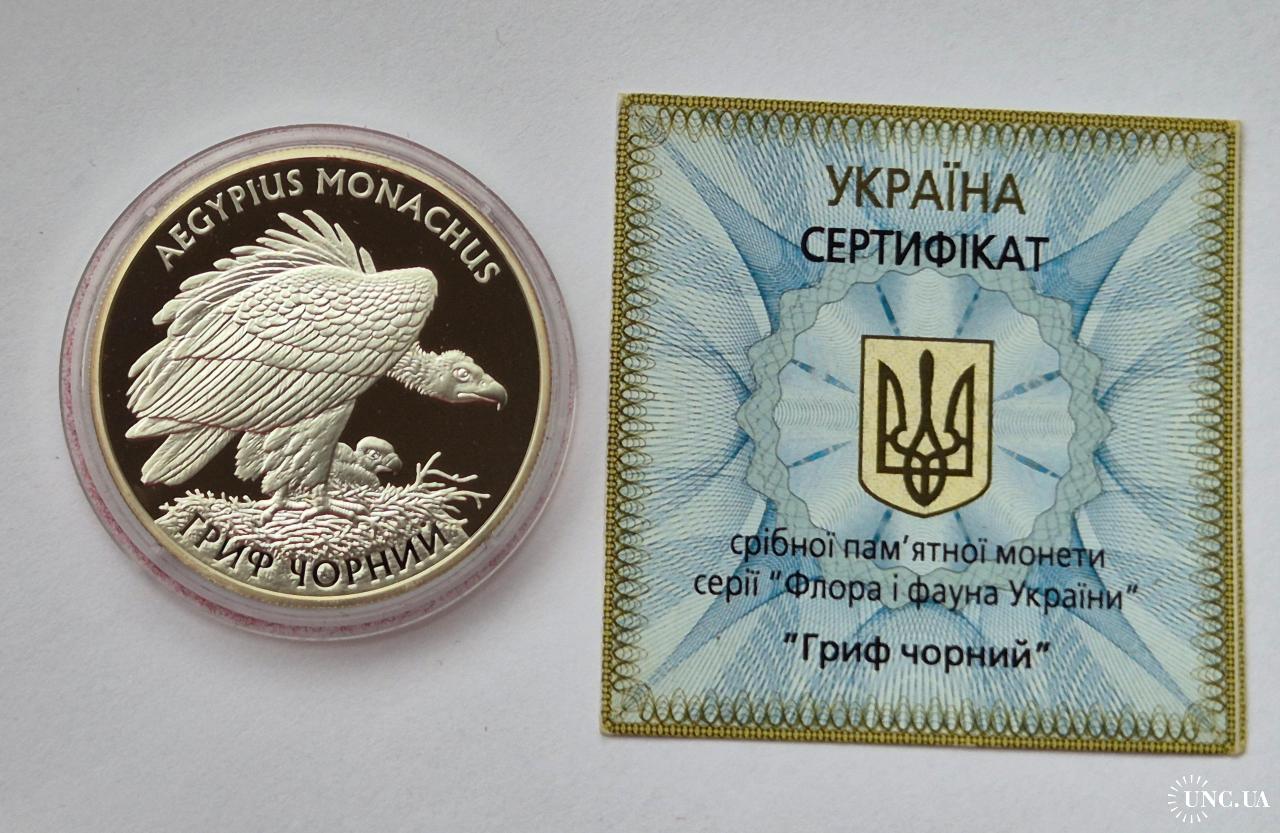 AEGYPIUS MONACHUS
ГРИФ ЧОРНИЙ
УКРАЇНА
СЕРТИФІКАТ
срібної пам'ятної монети
серії "Флора і фауна України"
"Гриф чорний"
UNC.UA